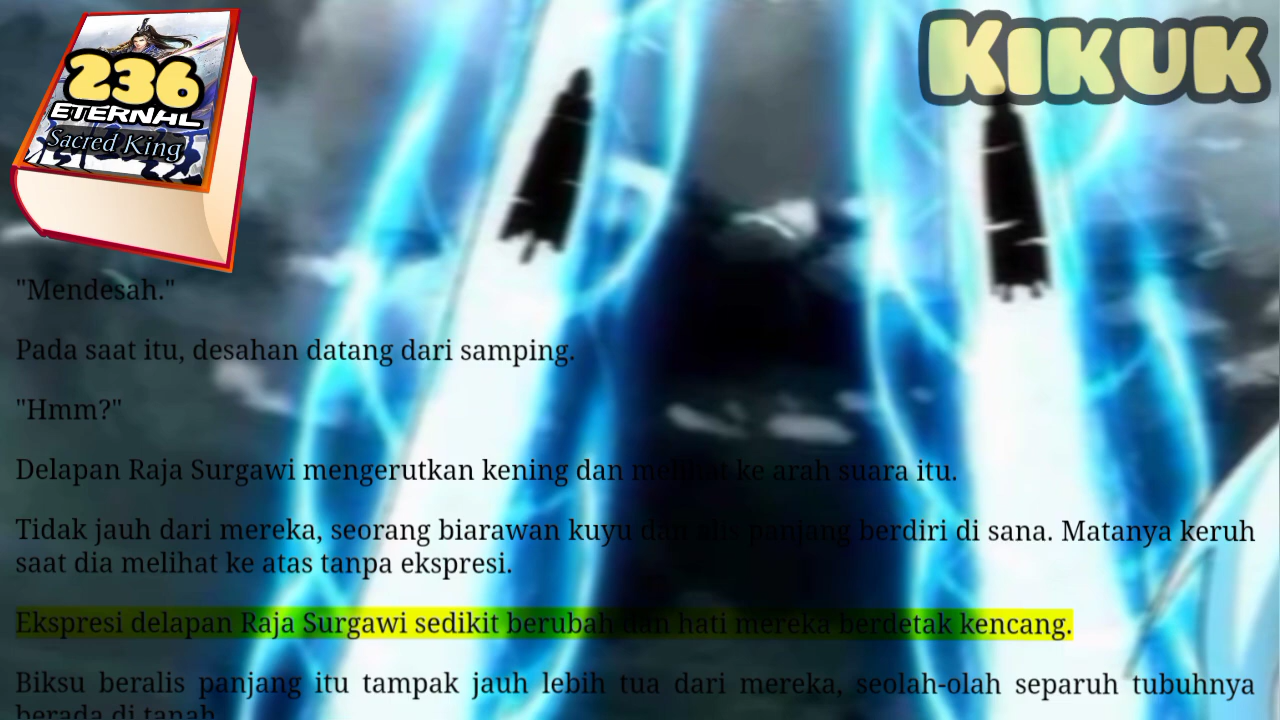 236
ETERNAL
Sacred King
KIKUK
"Mendesah."
Pada saat itu, desahan datang dari samping.
"Hmm?"
Delapan Raja Surgawi mengerutkan kening dan melihat ke arah suara itu.
Tidak jauh dari mereka, seorang biarawan kuyu dan alis panjang berdiri di sana. Matanya keruh
saat dia melihat ke atas tanpa ekspresi.
Ekspresi delapan Raja Surgawi sedikit berubah dan hati mereka berdetak kencang.
Biksu beralis panjang itu tampak jauh lebih tua dari mereka, seolah-olah separuh tubuhnya
berada di tanah.